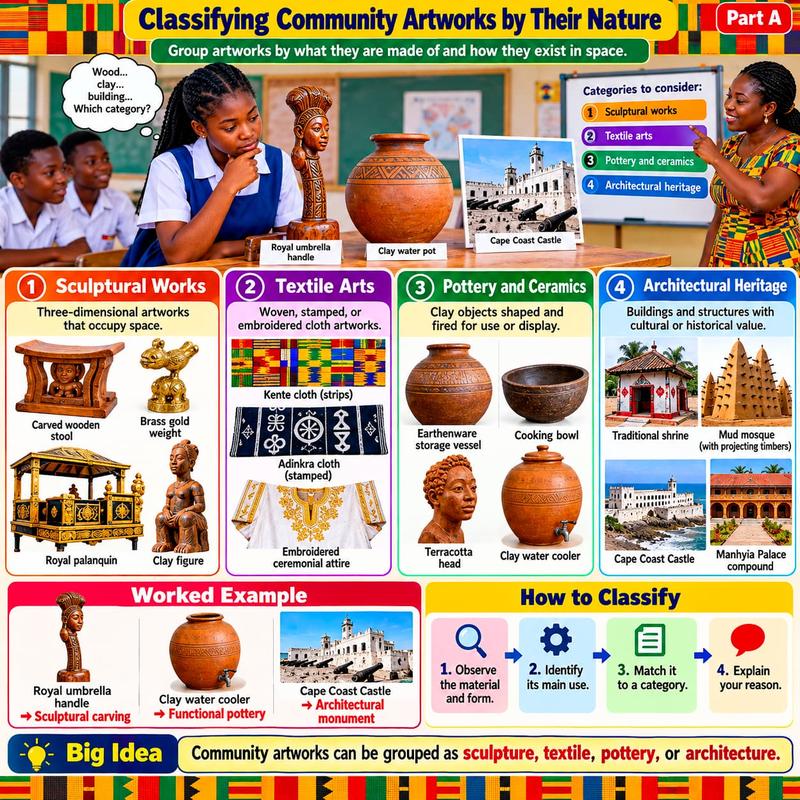 Classifying Community Artworks by Their Nature
Part A
Group artworks by what they are made of and how they exist in space.
Wood...
clay...
building...
Which category?
Categories to consider:
1 Sculptural works
2 Textile arts
3 Pottery and ceramics
4 Architectural heritage
Royal umbrella
handle
Clay water pot
Cape Coast Castle
1 Sculptural Works
Three-dimensional artworks
that occupy space.
Carved wooden
stool
Brass gold
weight
Royal palanquin
Clay figure
2 Textile Arts
Woven, stamped, or
embroidered cloth artworks.
Kente cloth (strips)
Adinkra cloth
(stamped)
Embroidered
ceremonial attire
3 Pottery and Ceramics
Clay objects shaped and
fired for use or display.
Earthenware
storage vessel
Cooking bowl
Terracotta
head
Clay water cooler
4 Architectural Heritage
Buildings and structures with
cultural or historical value.
Traditional shrine
Mud mosque
(with projecting timbers)
Cape Coast Castle
Manhyia Palace
compound
Worked Example
Royal umbrella
handle
→ Sculptural carving
Clay water cooler
→ Functional pottery
Cape Coast Castle
→ Architectural
monument
How to Classify
1. Observe
the material
and form.
2. Identify
its main use.
3. Match it
to a category.
4. Explain
your reason.
Big Idea
Community artworks can be grouped as sculpture, textile, pottery, or architecture.